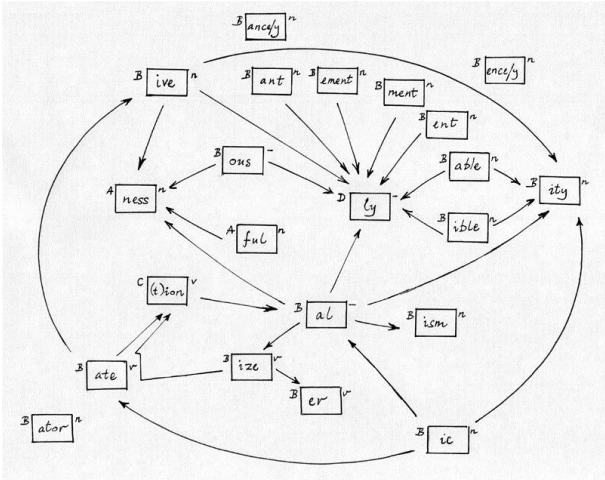 B ance/y n
B ence/y n
B ive n
B ant n
B ement n
B ment n
B ent n
B ous –
B able n
B ity n
A ness n
D ly –
B ible n
A ful n
C (t)ion v
B al –
B ism n
B ate v
B ize v
B er v
B ator n
B ic n